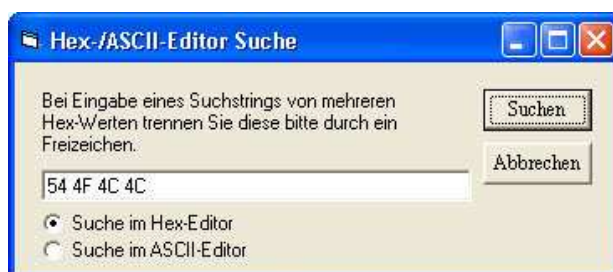 Hex-/ASCII-Editor Suche
Bei Eingabe eines Suchstrings von mehreren
Hex-Werten trennen Sie diese bitte durch ein
Freizeichen.
Suchen
Abbrechen
54 4F 4C 4C
Suche im Hex-Editor
Suche im ASCII-Editor